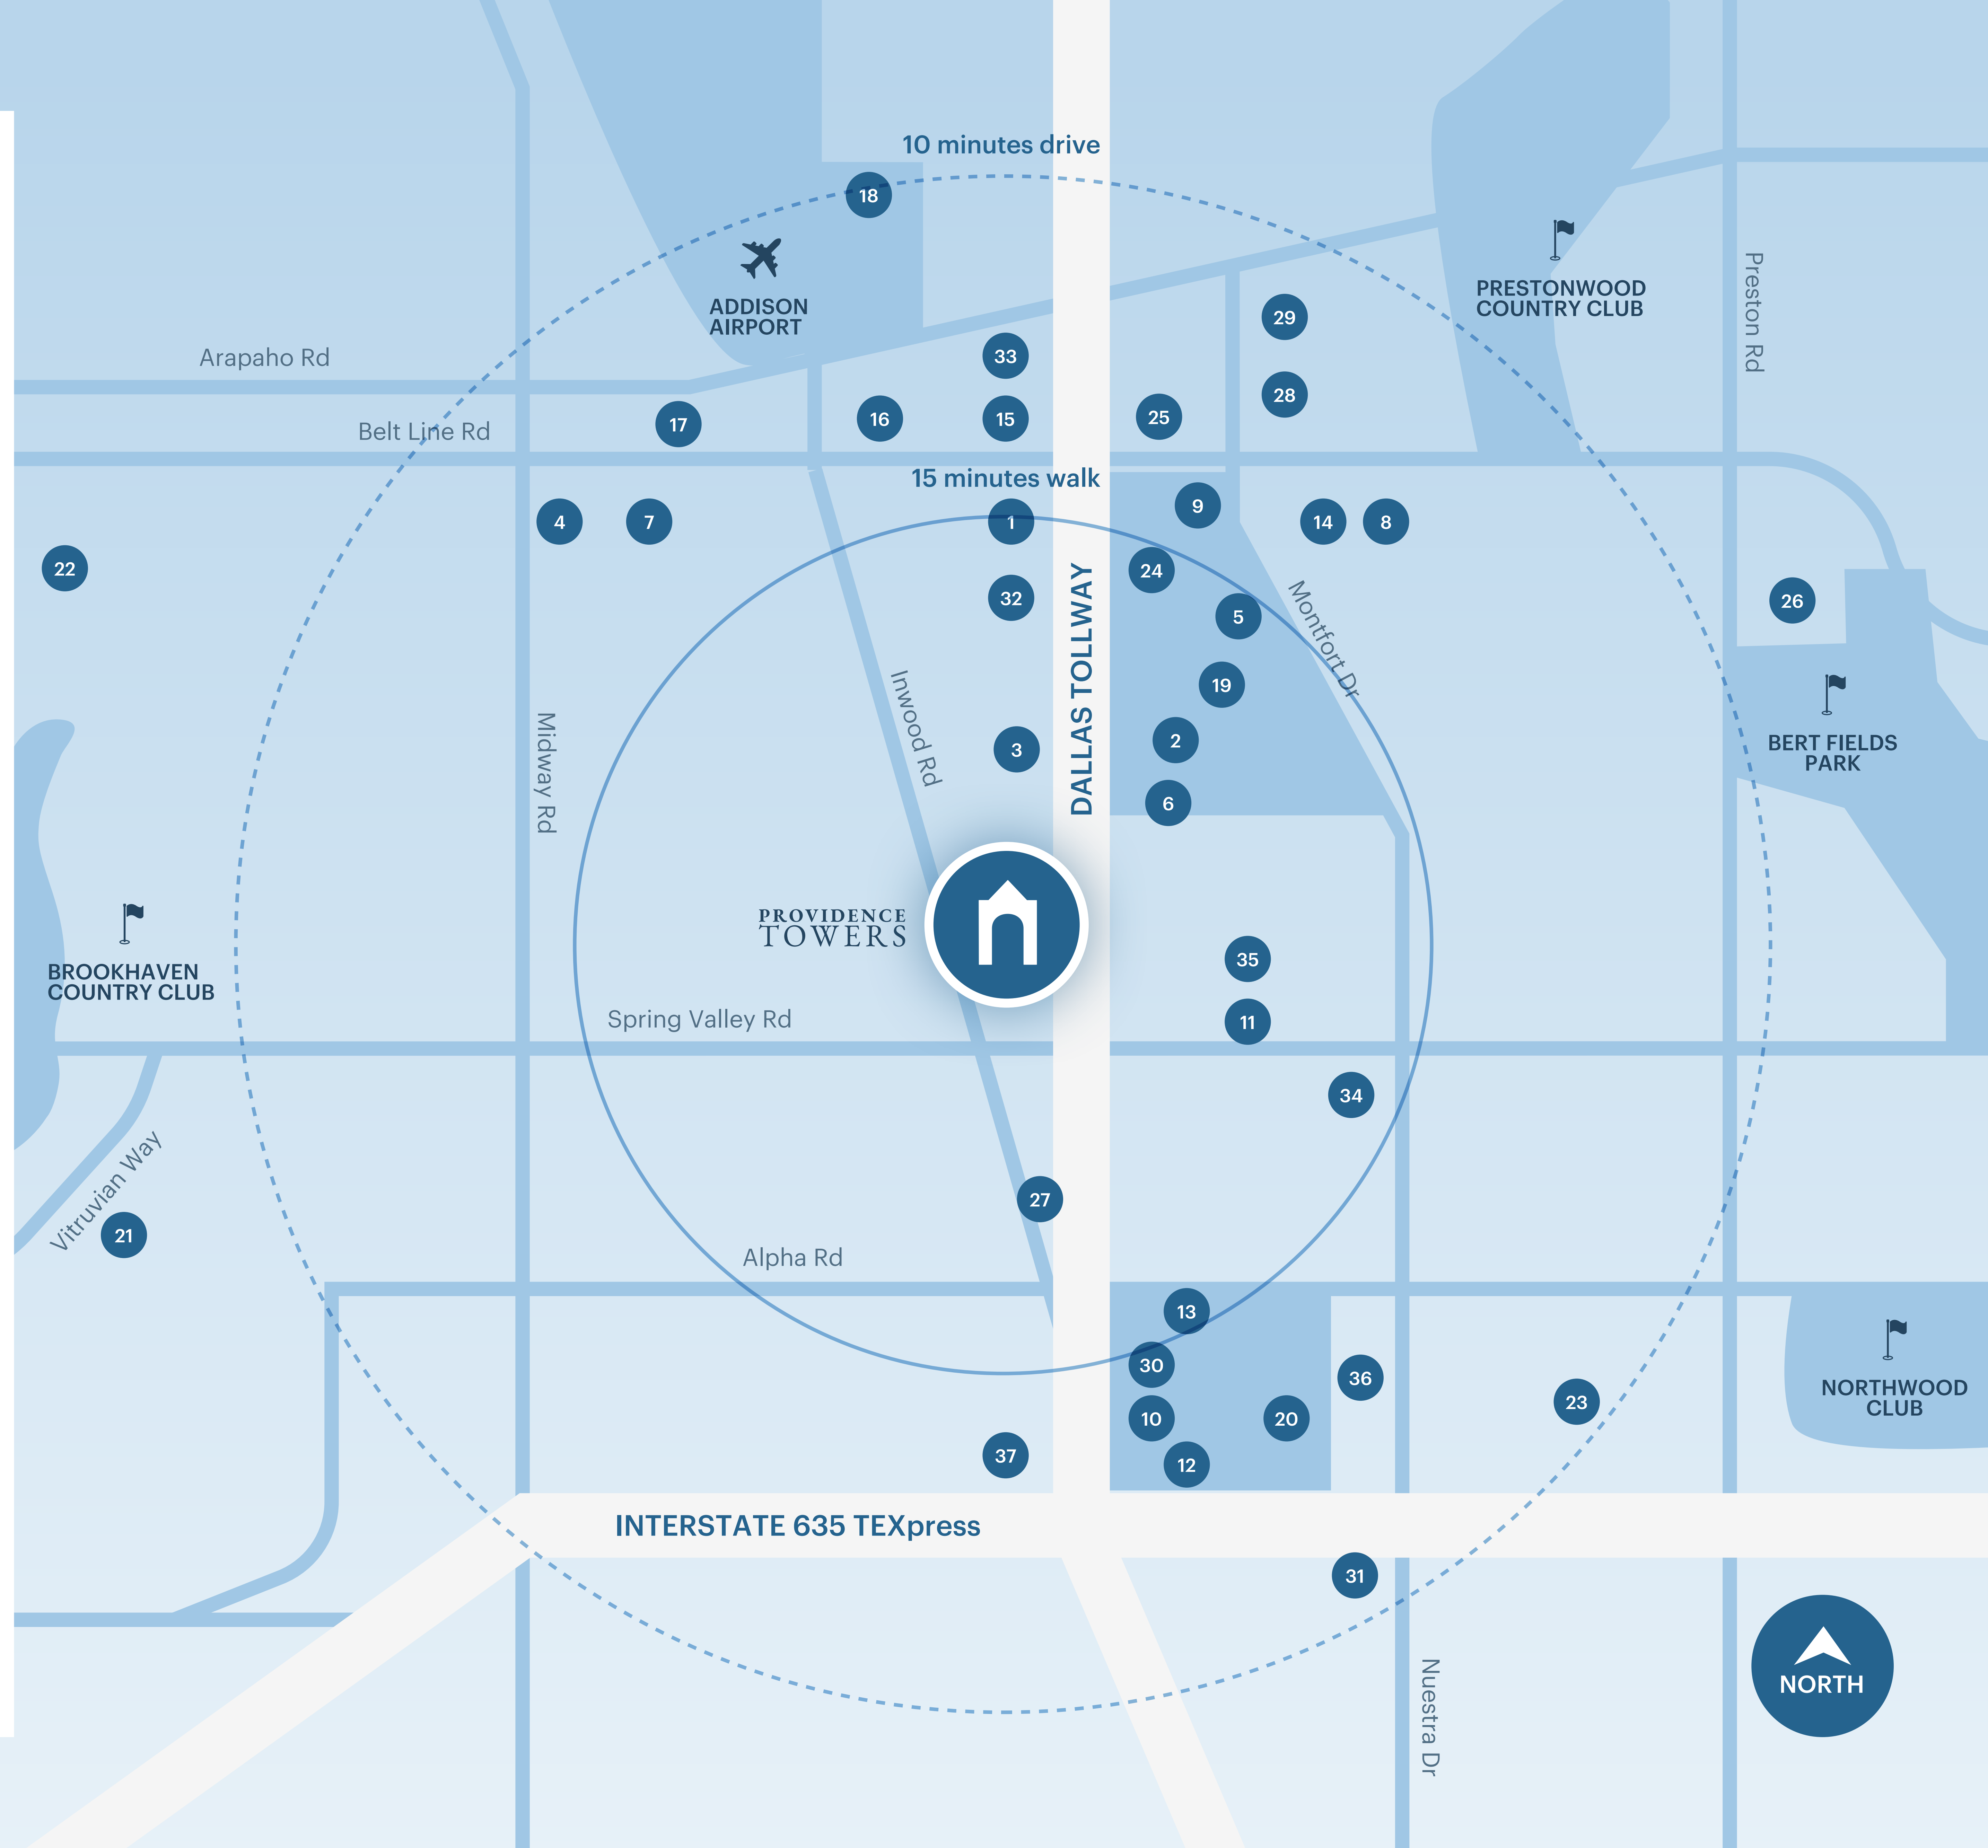 10 minutes drive
18
ADDISON
AIRPORT
PRESTONWOOD
COUNTRY CLUB
Preston Rd
29
33
Arapaho Rd
28
25
16
15
17
Belt Line Rd
15 minutes walk
9
4
7
1
14
8
22
24
32
26
5
Montfort Dr
DALLAS TOLLWAY
19
Inwood Rd
2
3
BERT FIELDS
PARK
Midway Rd
6
PROVIDENCE
TOWERS
35
BROOKHAVEN
COUNTRY CLUB
Spring Valley Rd
11
34
Vitruvian Way
27
21
Alpha Rd
13
30
36
NORTHWOOD
CLUB
23
10
20
37
12
INTERSTATE 635 TEXpress
31
NORTH
Nuestra Dr